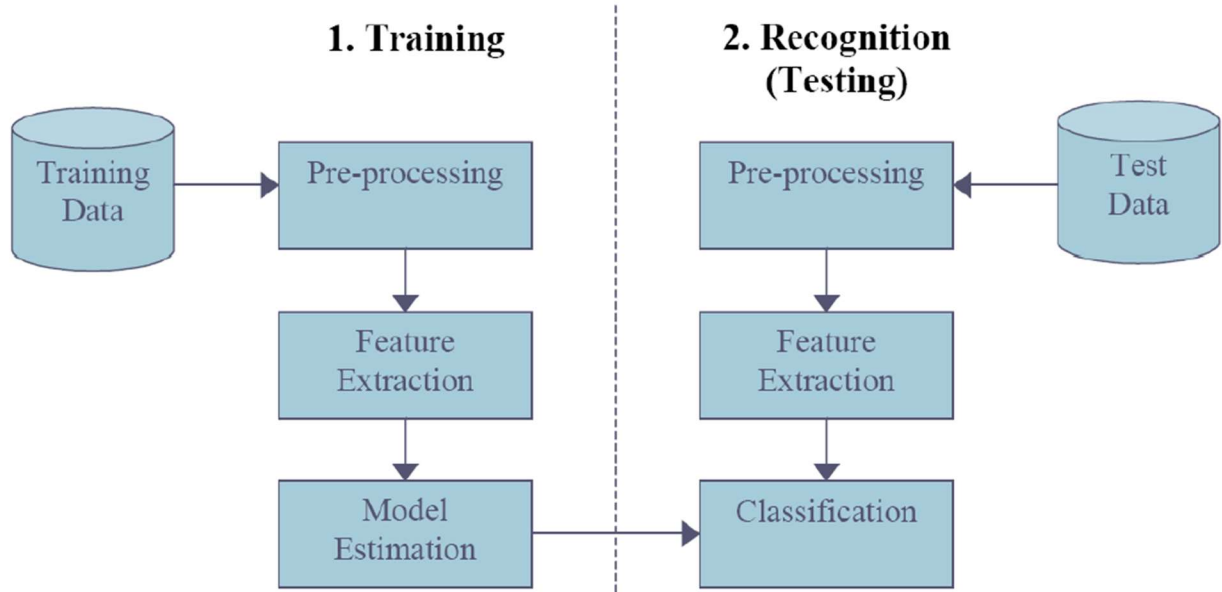 1. Training
Training
Data
Pre-processing
Feature
Extraction
Model
Estimation
2. Recognition
(Testing)
Pre-processing
Test
Data
Feature
Extraction
Classification